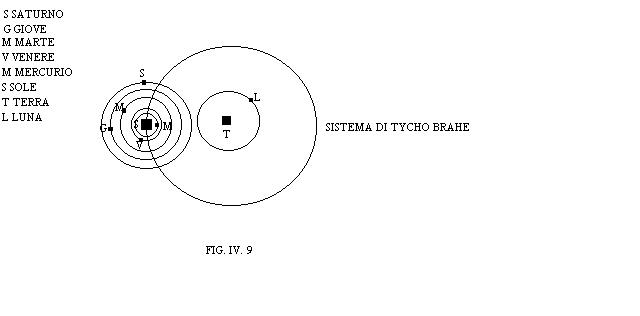 S SATURNO
G GIOVE
M MARTE
V VENERE
M MERCURIO
S SOLE
T TERRA
L LUNA
S
M
L
G
S
M
T
V
SISTEMA DI TYCHO BRAHE
FIG. IV. 9